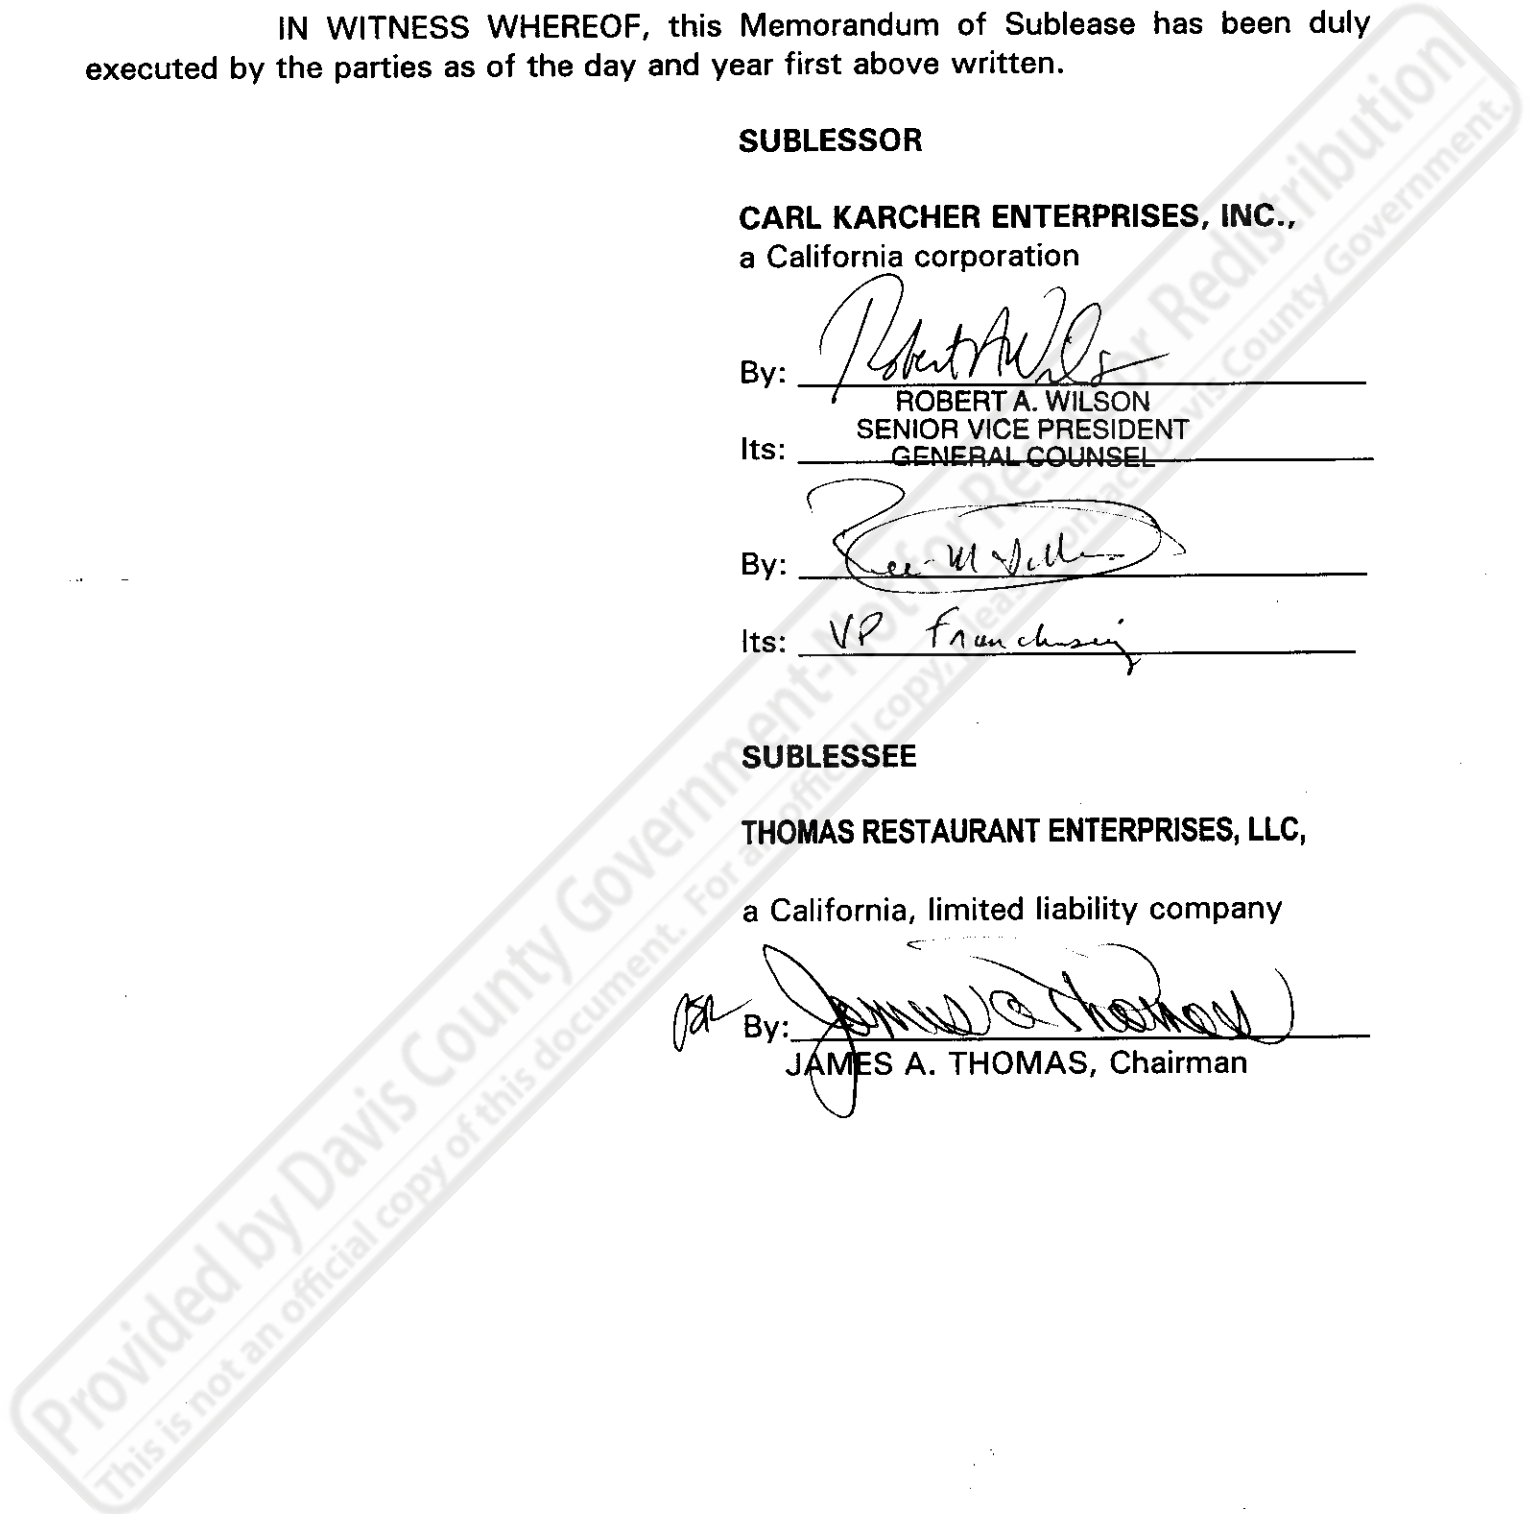 IN WITNESS WHEREOF, this Memorandum of Sublease has been duly
executed by the parties as of the day and year first above written.
SUBLESSOR
CARL KARCHER ENTERPRISES, INC.,
a California corporation
By: Robert A Wilson
ROBERT A. WILSON
SENIOR VICE PRESIDENT
Its: GENERAL COUNSEL
By:
Its: VP Franchising
SUBLESSEE
THOMAS RESTAURANT ENTERPRISES, LLC,
a California, limited liability company
By: James A Thomas
JAMES A. THOMAS, Chairman
Provided by Davis County Government-Not for Resale or Redistribution
This is not an official copy of this document. For an official copy, please contact Davis County Government.